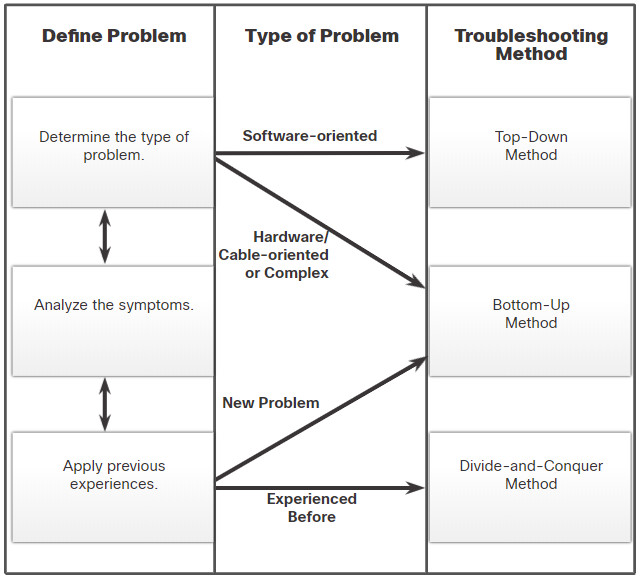 Define Problem
Type of Problem
Troubleshooting
Method
Determine the type of
problem.
Software-oriented
Top-Down
Method
Hardware/
Cable-oriented
or Complex
Analyze the symptoms.
Bottom-Up
Method
New Problem
Apply previous
experiences.
Experienced
Before
Divide-and-Conquer
Method